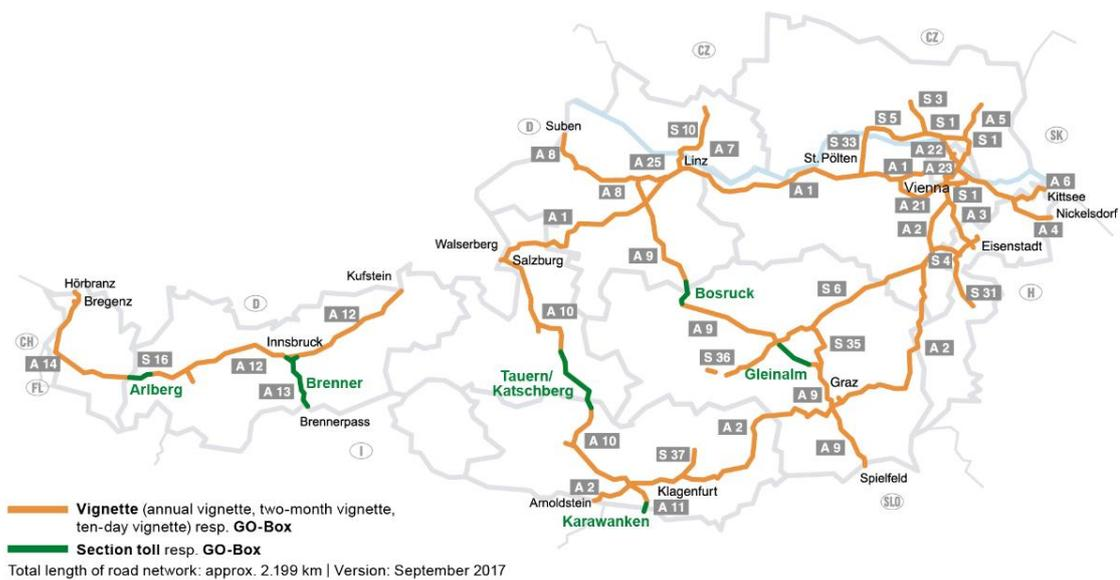 CZ
CZ
S 3
S 5
S 1
A 5
D
Suben
S 10
A 7
S 33
S 1
SK
A 8
A 25
Linz
St. Pölten
A 22
A 1
A 23
A 6
Vienna
Kittsee
A 8
A 1
S 1
A 21
A 3
Nickelsdorf
A 1
A 2
A 4
Walserberg
Salzburg
A 9
Eisenstadt
S 4
Hörbranz
Bregenz
Kufstein
D
Bosruck
S 6
S 31
H
A 10
A 12
A 9
CH
Innsbruck
S 36
S 35
A 2
A 14
S 16
A 12
FL
Arlberg
A 13
Brenner
Tauern/
Katschberg
Gleinalm
Graz
A 9
Brennerpass
A 10
A 2
I
S 37
A 9
Spielfeld
A 2
Klagenfurt
Arnoldstein
A 11
SLO
Karawanken
Vignette (annual vignette, two-month vignette,
ten-day vignette) resp. GO-Box
Section toll resp. GO-Box
Total length of road network: approx. 2.199 km | Version: September 2017